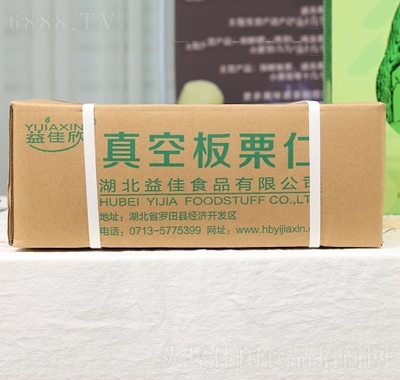 6888.TV
YIJIAXIN
益佳欣
真空板栗仁
湖北益佳食品有限公司
HUBEI YIJIA FOODSTUFF CO.,LT
地址：湖北省罗田县经济开发区
电话：0713-5775399 网址：www.hbyijiaxin.c